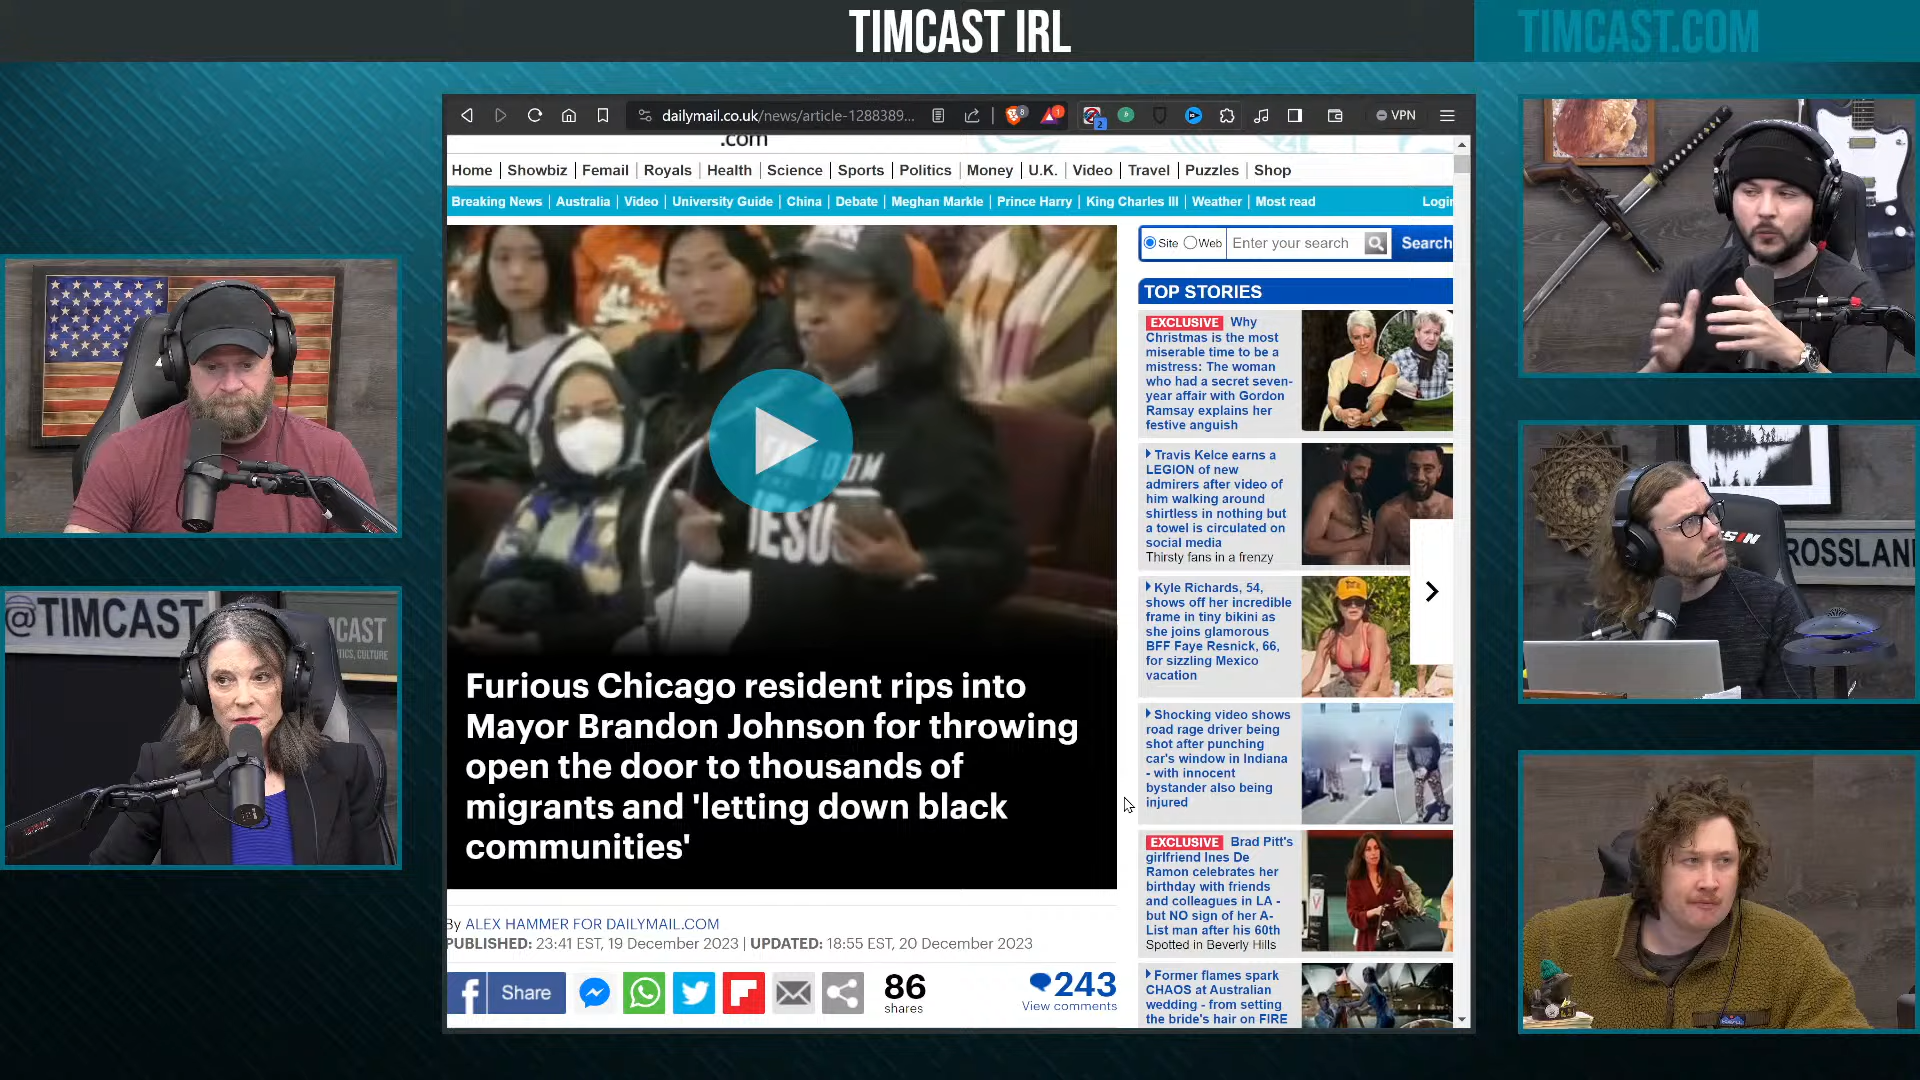 TIMCAST IRL
TIMCAST.COM
dailymail.co.uk/news/article-1288389...
VPN
.com
Home Showbiz Femail Royals Health Science Sports Politics Money U.K. Video Travel Puzzles Shop
Breaking News Australia Video University Guide China Debate Meghan Markle Prince Harry King Charles III Weather Most read Login
Site Web Enter your search Search
TOP STORIES
EXCLUSIVE Why
Christmas is the most
miserable time to be a
mistress: The woman
who had a secret seven-
year affair with Gordon
Ramsay explains her
festive anguish
Travis Kelce earns a
LEGION of new
admirers after video of
him walking around
shirtless in nothing but
a towel is circulated on
social media
Thirsty fans in a frenzy
Kyle Richards, 54,
shows off her incredible
frame in tiny bikini as
she joins glamorous
BFF Faye Resnick, 66,
for sizzling Mexico
vacation
Shocking video shows
road rage driver being
shot after punching
car's window in Indiana
- with innocent
bystander also being
injured
EXCLUSIVE Brad Pitt's
girlfriend Ines De
Ramon celebrates her
birthday with friends
and colleagues in LA -
but NO sign of her A-
List man after his 60th
Spotted in Beverly Hills
Former flames spark
CHAOS at Australian
wedding - from setting
the bride's hair on FIRE
JESU
Furious Chicago resident rips into
Mayor Brandon Johnson for throwing
open the door to thousands of
migrants and 'letting down black
communities'
By ALEX HAMMER FOR DAILYMAIL.COM
PUBLISHED: 23:41 EST, 19 December 2023 | UPDATED: 18:55 EST, 20 December 2023
Share
86
shares
243
View comments
@TIMCAST
MCAST
TICS, CULTURE
SIN
ROSSLAN